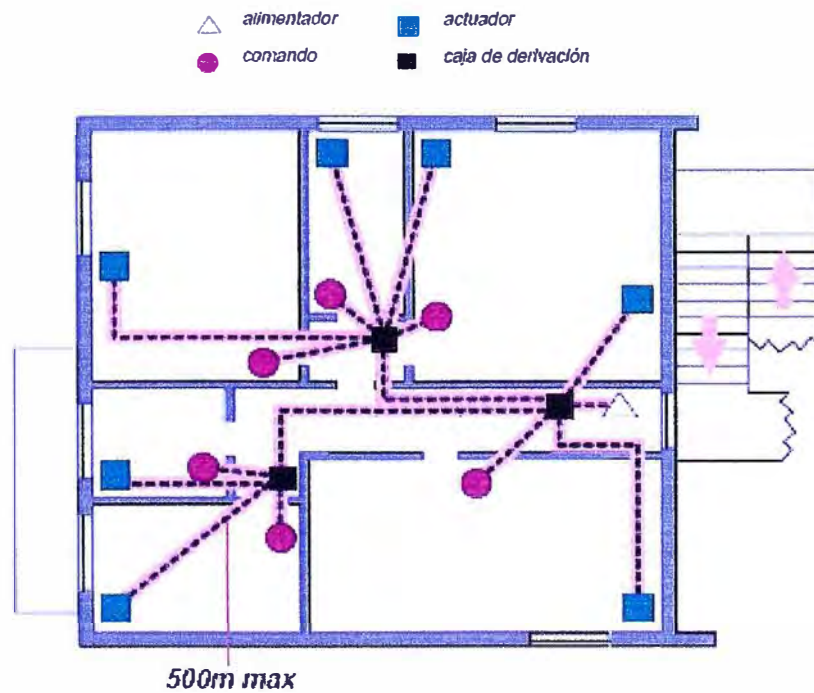 alimentador
actuador
comando
caja de derivación
500m max